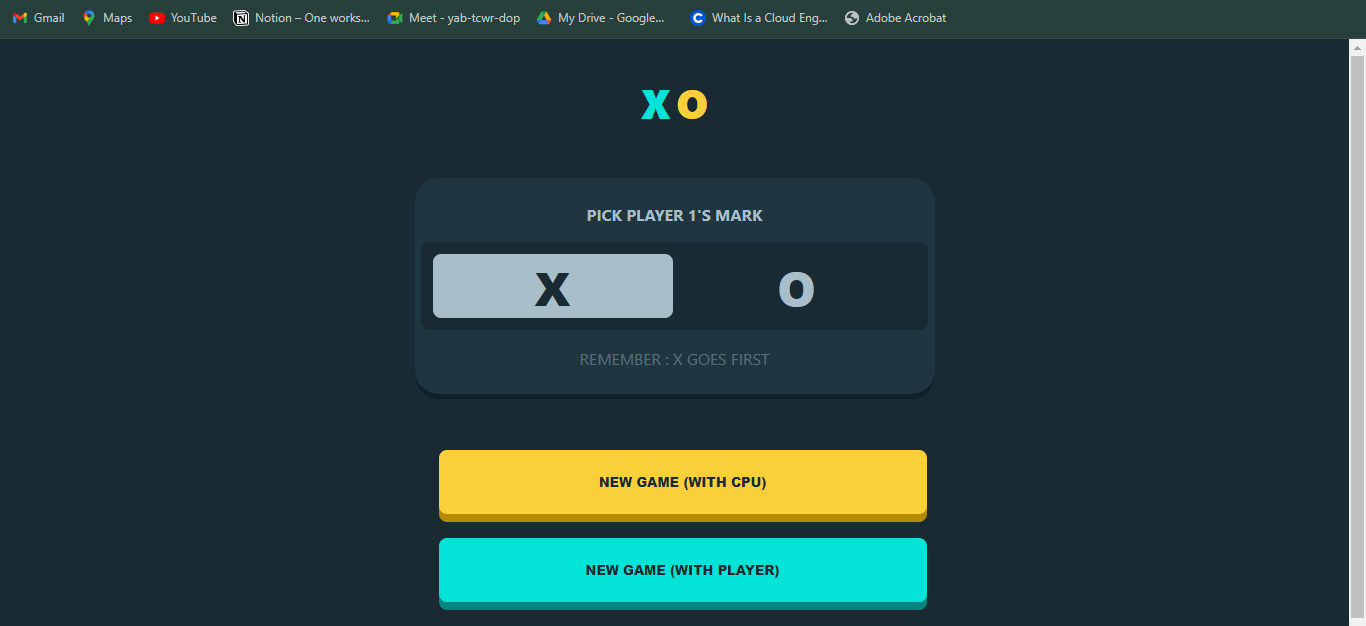 Gmail Maps YouTube Notion – One works... Meet - yab-tcwr-dop My Drive - Google... What Is a Cloud Eng... Adobe Acrobat
X O
PICK PLAYER 1'S MARK
X O
REMEMBER : X GOES FIRST
NEW GAME (WITH CPU)
NEW GAME (WITH PLAYER)